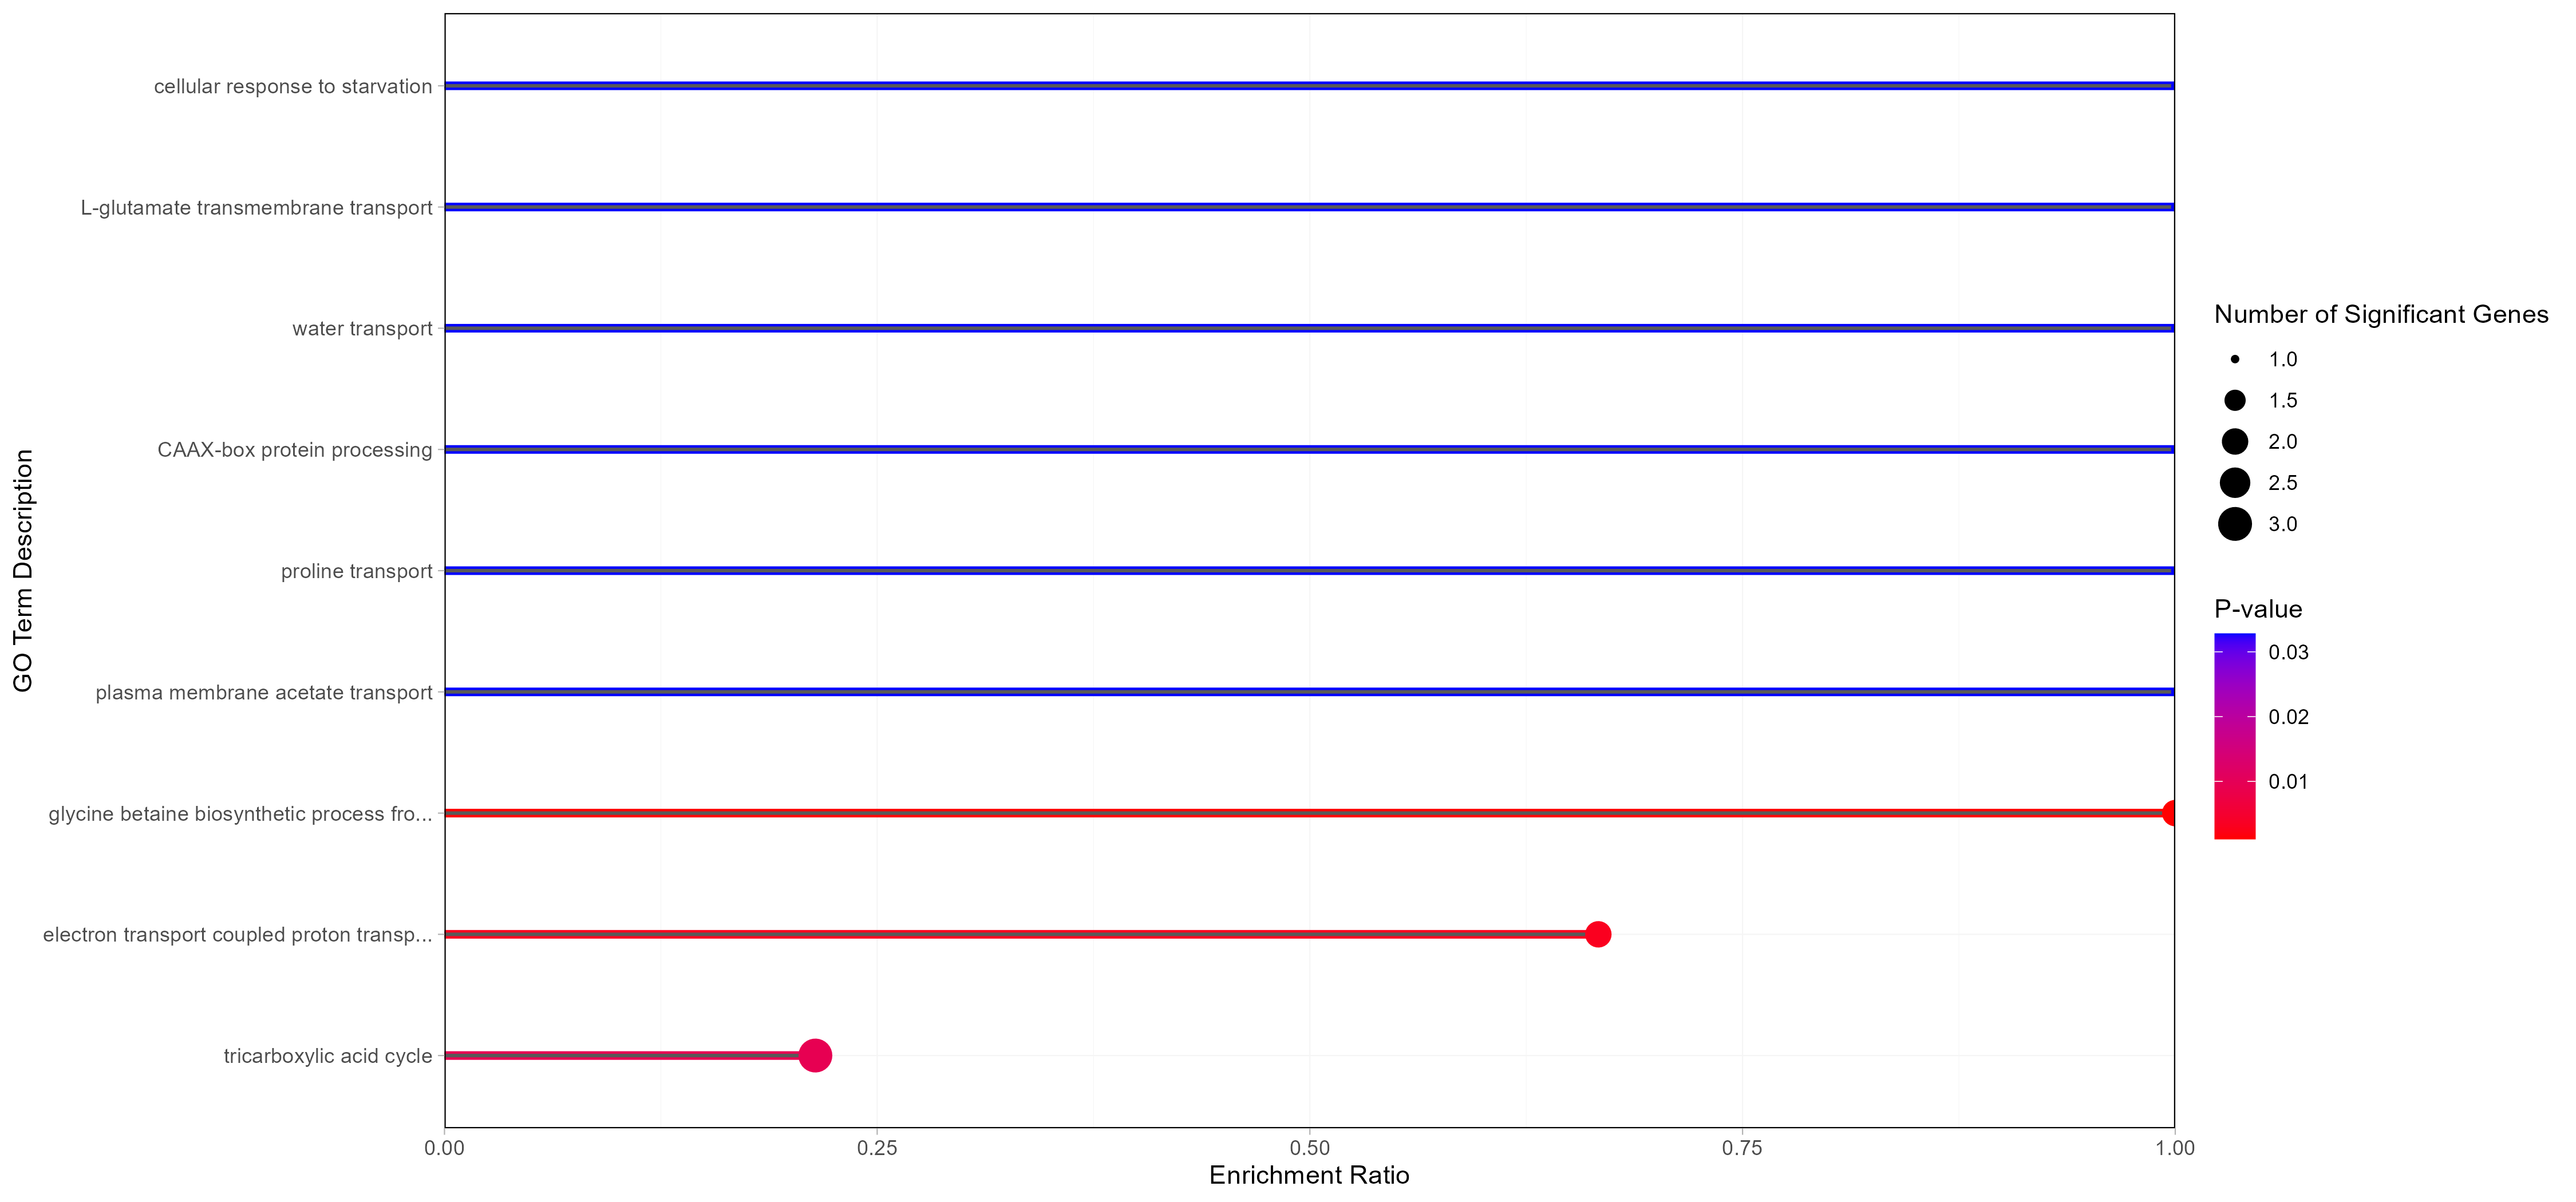 GO Term Description
cellular response to starvation
L-glutamate transmembrane transport
water transport
CAAX-box protein processing
proline transport
plasma membrane acetate transport
glycine betaine biosynthetic process fro...
electron transport coupled proton transp...
tricarboxylic acid cycle
0.00
0.25
0.50
0.75
1.00
Enrichment Ratio
Number of Significant Genes
1.0
1.5
2.0
2.5
3.0
P-value
0.03
0.02
0.01